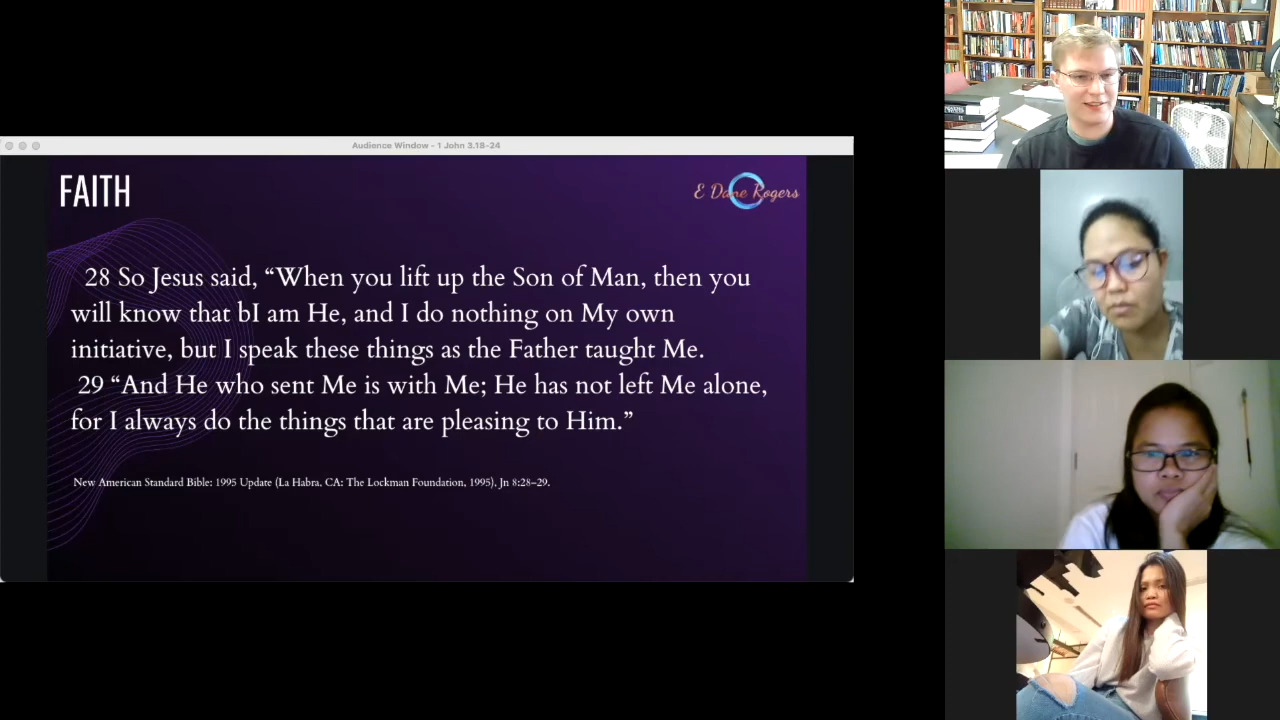 Audience Window - 1 John 3.18-24
FAITH
E Dane Rogers
28 So Jesus said, “When you lift up the Son of Man, then you
will know that bI am He, and I do nothing on My own
initiative, but I speak these things as the Father taught Me.
29 “And He who sent Me is with Me; He has not left Me alone,
for I always do the things that are pleasing to Him.”
New American Standard Bible: 1995 Update (La Habra, CA: The Lockman Foundation, 1995), Jn 8:28–29.